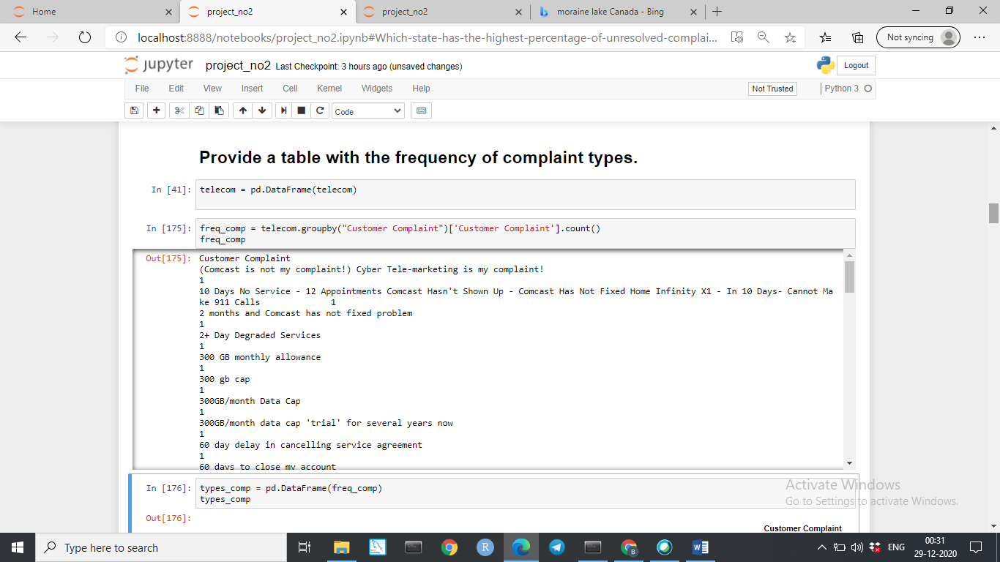 Home
project_no2
project_no2
moraine lake Canada - Bing
localhost:8888/notebooks/project_no2.ipynb#Which-state-has-the-highest-percentage-of-unresolved-complai...
Not syncing
jupyter project_no2 Last Checkpoint: 3 hours ago (unsaved changes)
Logout
File Edit View Insert Cell Kernel Widgets Help
Not Trusted
Python 3
Code
Provide a table with the frequency of complaint types.
In [41]: telecom = pd.DataFrame(telecom)
In [175]: freq_comp = telecom.groupby("Customer Complaint")['Customer Complaint'].count()
freq_comp
Out[175]: Customer Complaint
(Comcast is not my complaint!) Cyber Tele-marketing is my complaint!
1
10 Days No Service - 12 Appointments Comcast Hasn't Shown Up - Comcast Has Not Fixed Home Infinity X1 - In 10 Days- Cannot Ma
ke 911 Calls 1
2 months and Comcast has not fixed problem
1
2+ Day Degraded Services
1
300 GB monthly allowance
1
300 gb cap
1
300GB/month Data Cap
1
300GB/month data cap 'trial' for several years now
1
60 day delay in cancelling service agreement
1
60 days to close my account
In [176]: types_comp = pd.DataFrame(freq_comp)
types_comp
Out[176]:
Customer Complaint
Activate Windows
Go to Settings to activate Windows.
Type here to search
R
B
W
ENG
00:31
29-12-2020